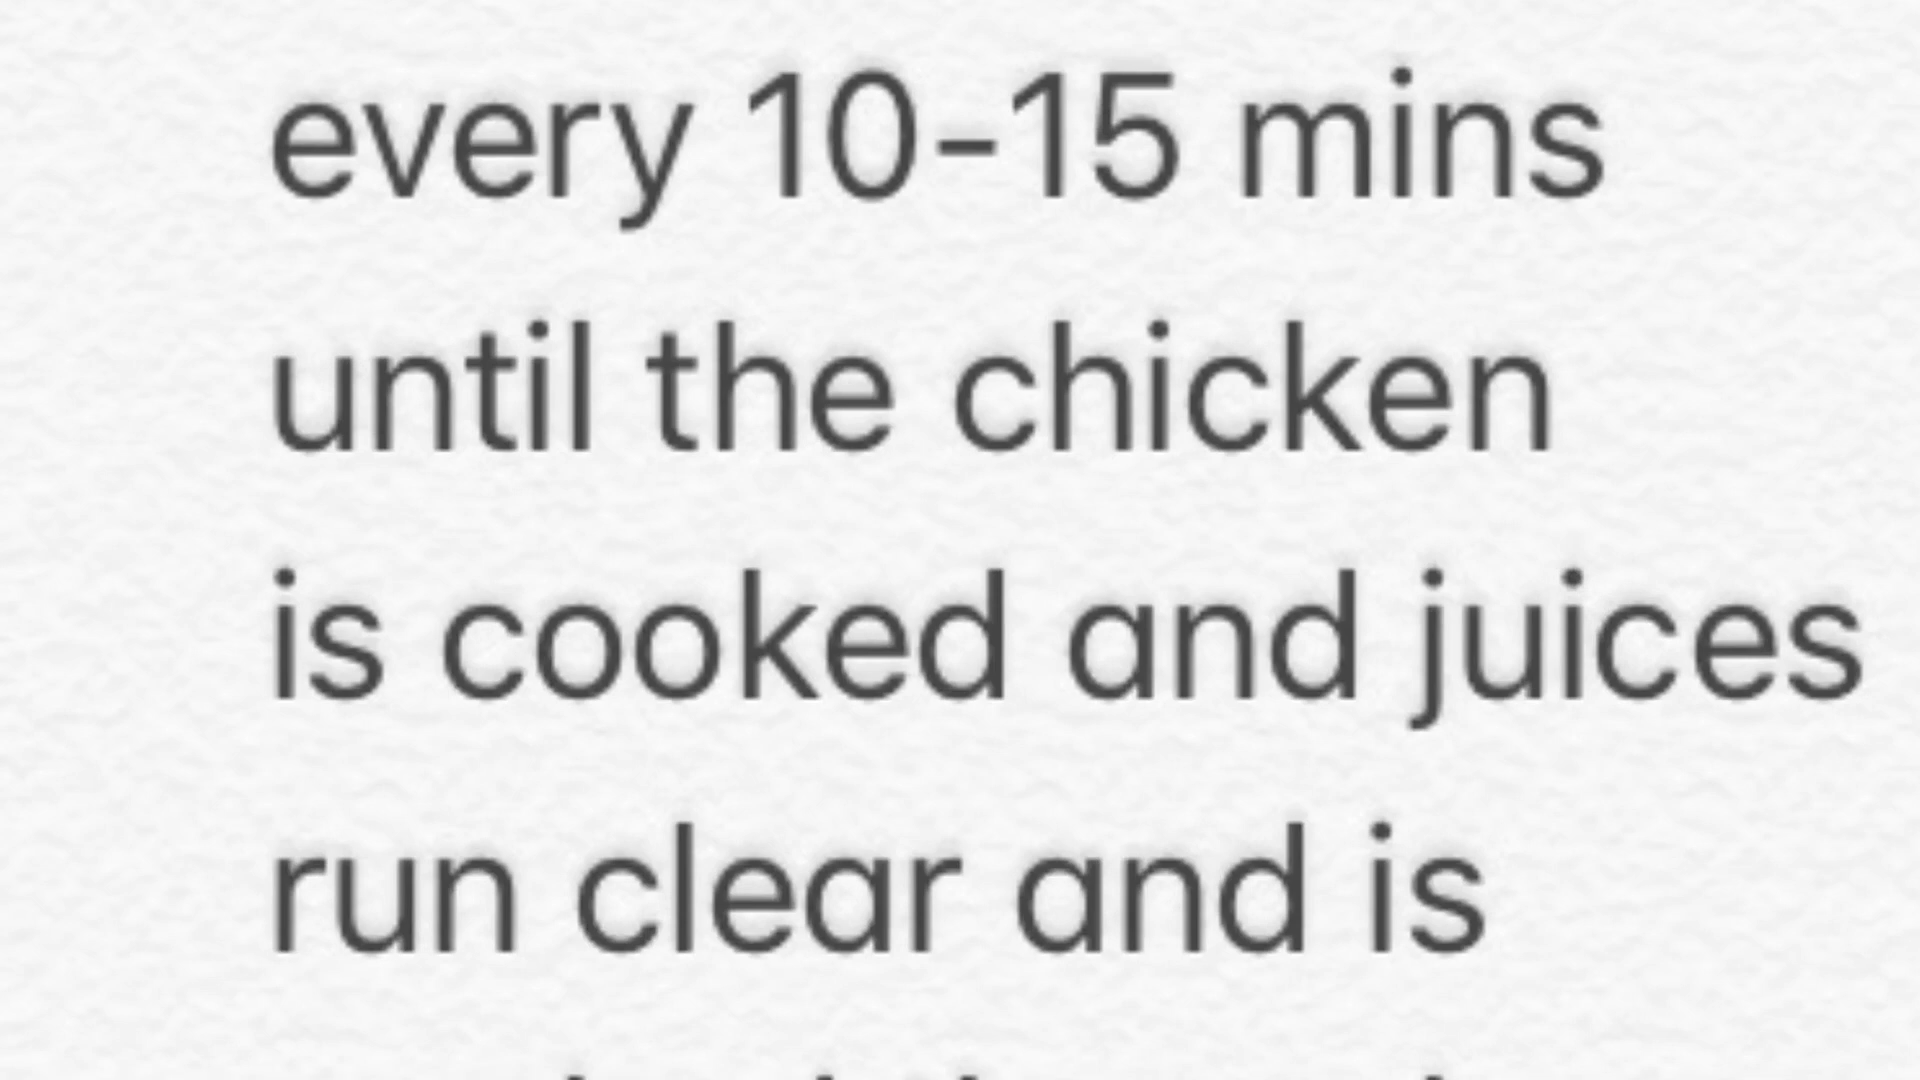 every 10-15 mins
until the chicken
is cooked and juices
run clear and is